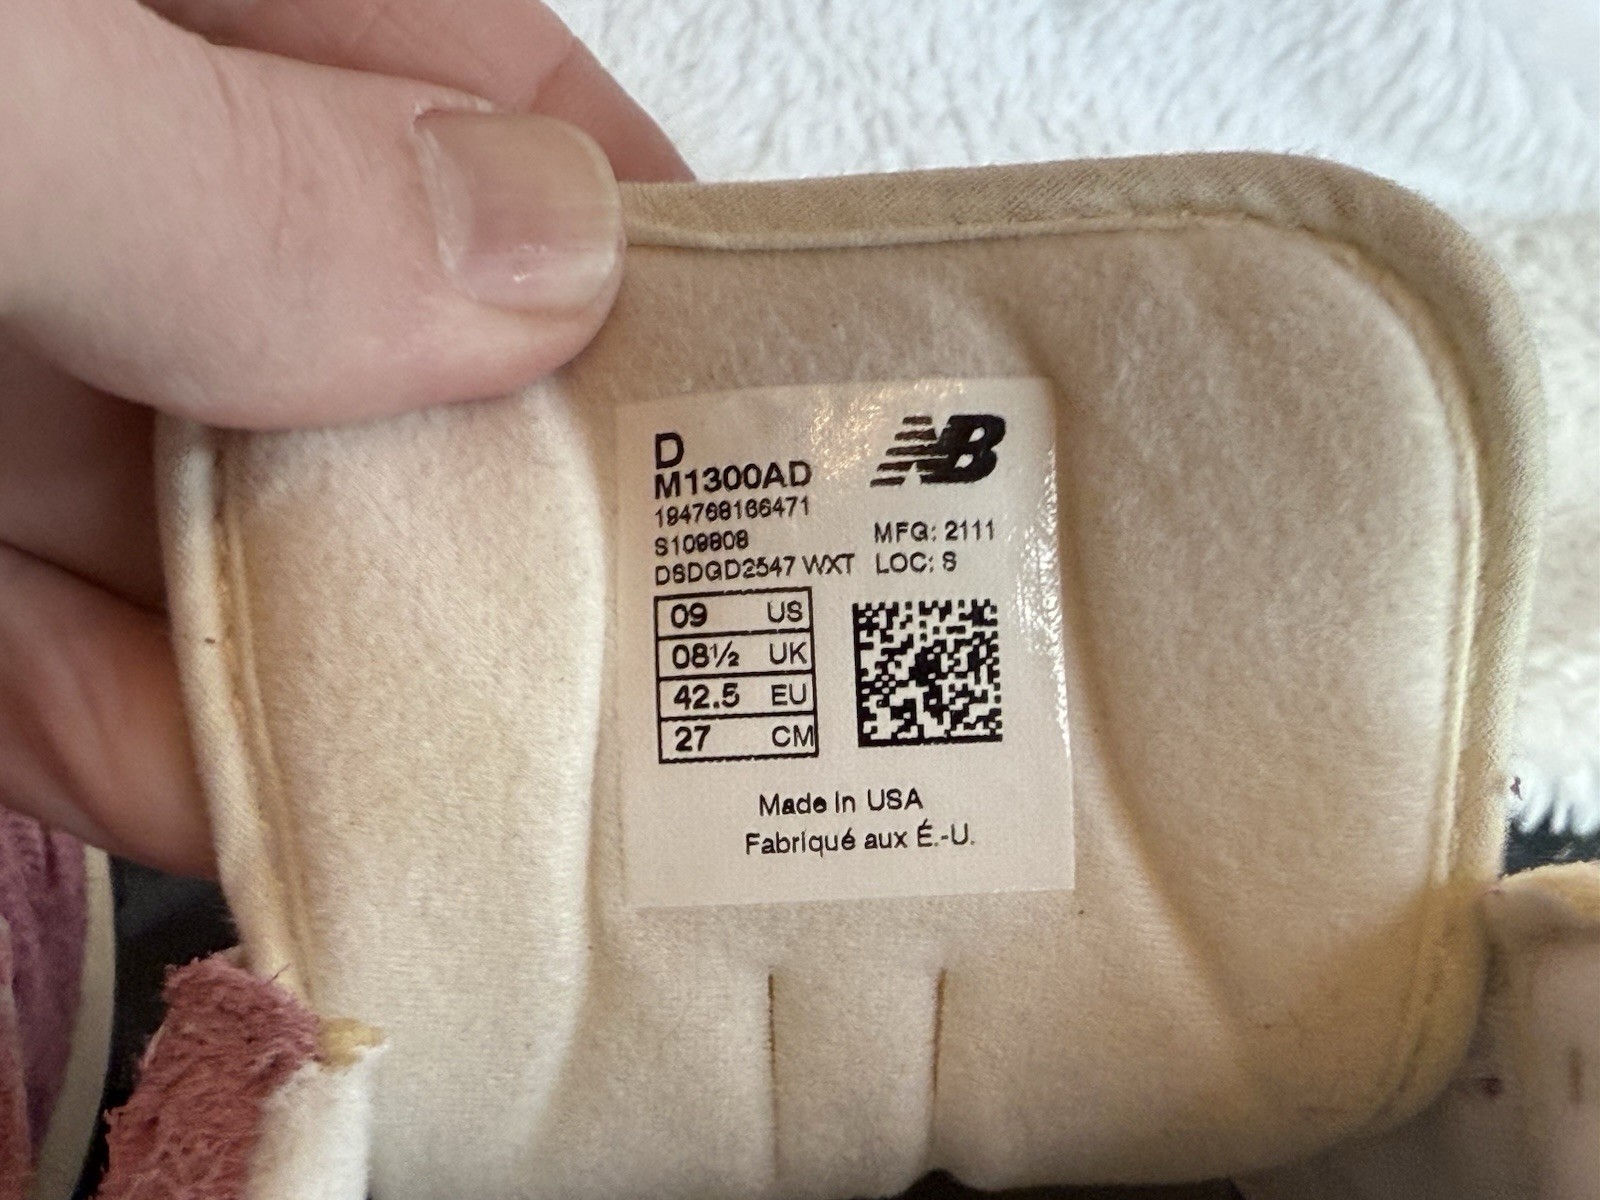 D
NB
M1300AD
194768166471
S109808
MFG: 2111
DSDGD2547 WXT
LOC: S
09 US
08½ UK
42.5 EU
27 CM
Made in USA
Fabriqué aux É.-U.